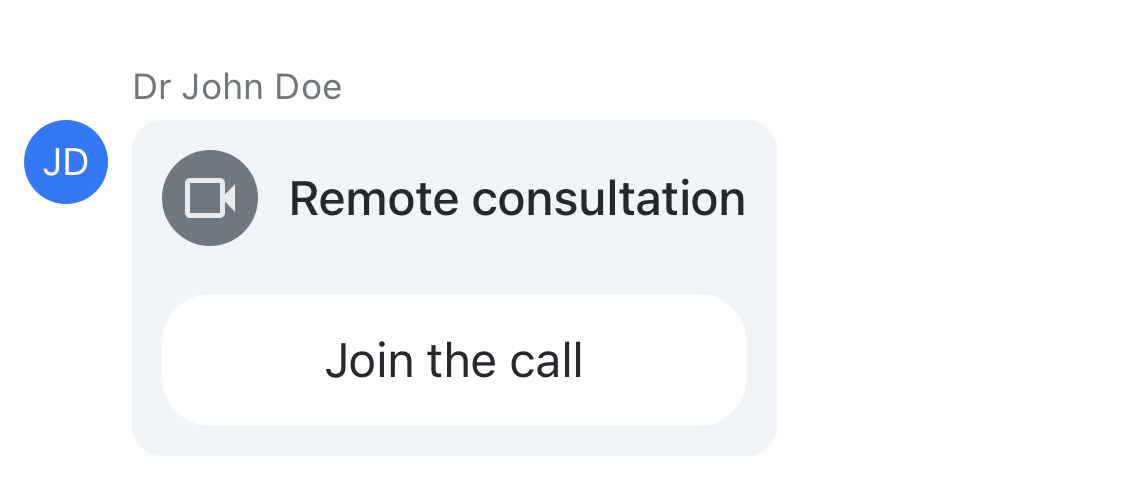 Dr John Doe
JD
Remote consultation
Join the call